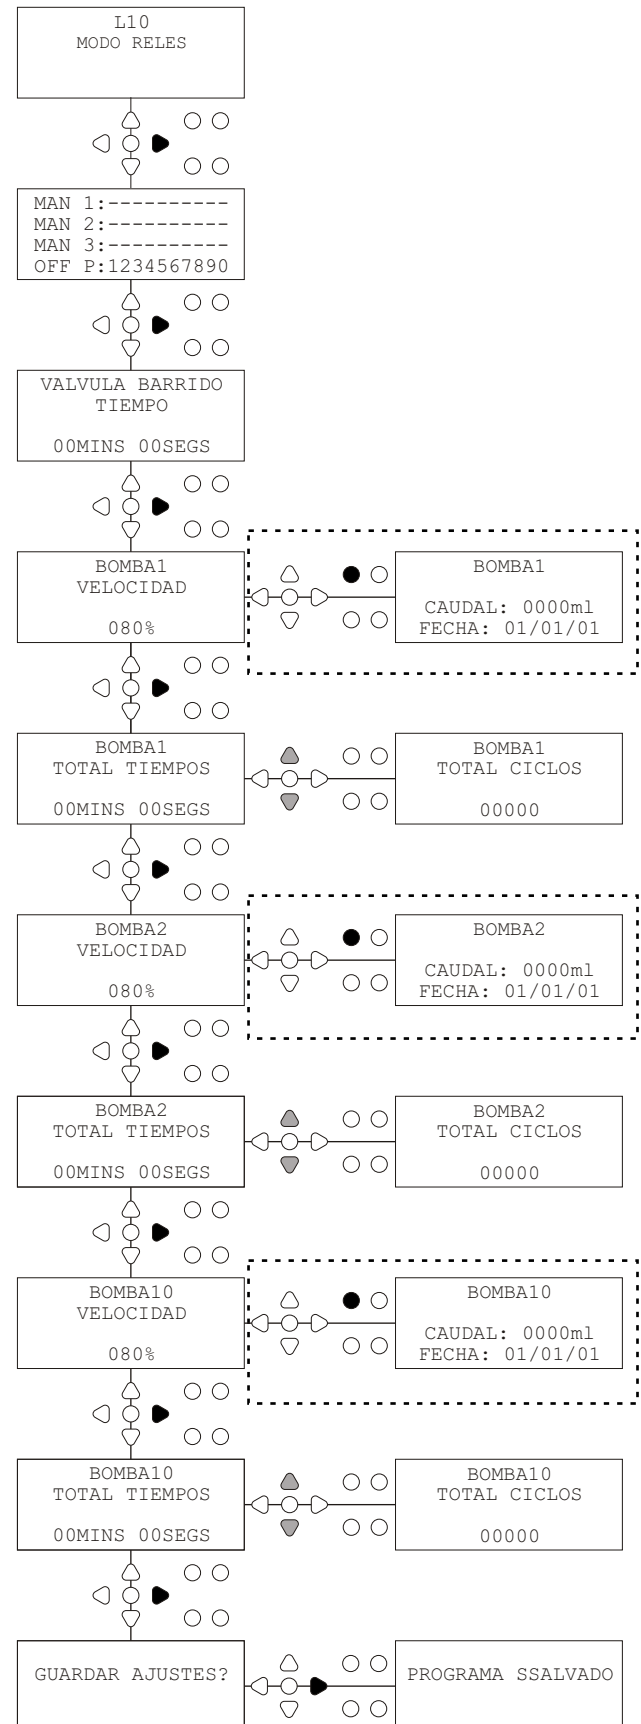 L10
MODO RELES
MAN 1:----------
MAN 2:----------
MAN 3:----------
OFF P:1234567890
VALVULA BARRIDO
TIEMPO
00MINS 00SEGS
BOMBA1
VELOCIDAD
080%
BOMBA1
CAUDAL: 0000ml
FECHA: 01/01/01
BOMBA1
TOTAL TIEMPOS
00MINS 00SEGS
BOMBA1
TOTAL CICLOS
00000
BOMBA2
VELOCIDAD
080%
BOMBA2
CAUDAL: 0000ml
FECHA: 01/01/01
BOMBA2
TOTAL TIEMPOS
00MINS 00SEGS
BOMBA2
TOTAL CICLOS
00000
BOMBA10
VELOCIDAD
080%
BOMBA10
CAUDAL: 0000ml
FECHA: 01/01/01
BOMBA10
TOTAL TIEMPOS
00MINS 00SEGS
BOMBA10
TOTAL CICLOS
00000
GUARDAR AJUSTES?
PROGRAMA SSALVADO